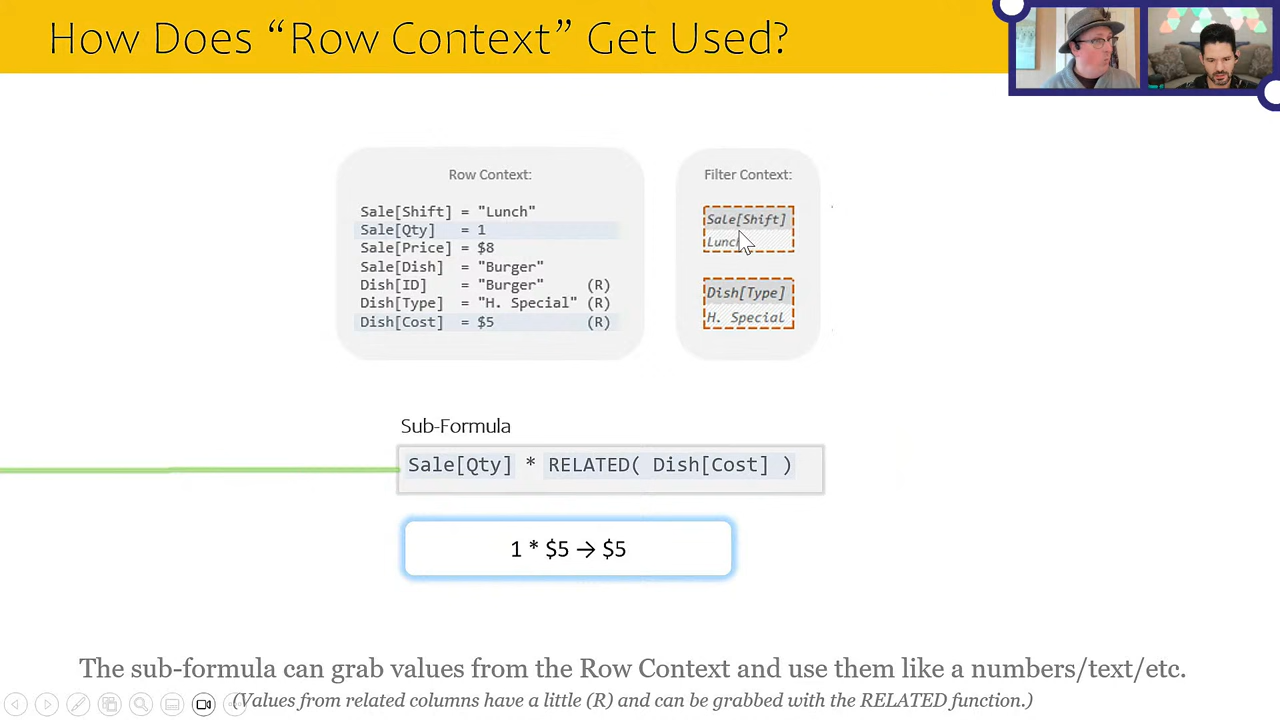 How Does “Row Context” Get Used?
Row Context:
Sale[Shift] = "Lunch"
Sale[Qty] = 1
Sale[Price] = $8
Sale[Dish] = "Burger"
Dish[ID] = "Burger" (R)
Dish[Type] = "H. Special" (R)
Dish[Cost] = $5 (R)
Filter Context:
Sale[Shift]
Lunch
Dish[Type]
H. Special
Sub-Formula
Sale[Qty] * RELATED( Dish[Cost] )
1 * $5 → $5
The sub-formula can grab values from the Row Context and use them like a numbers/text/etc.
(Values from related columns have a little (R) and can be grabbed with the RELATED function.)